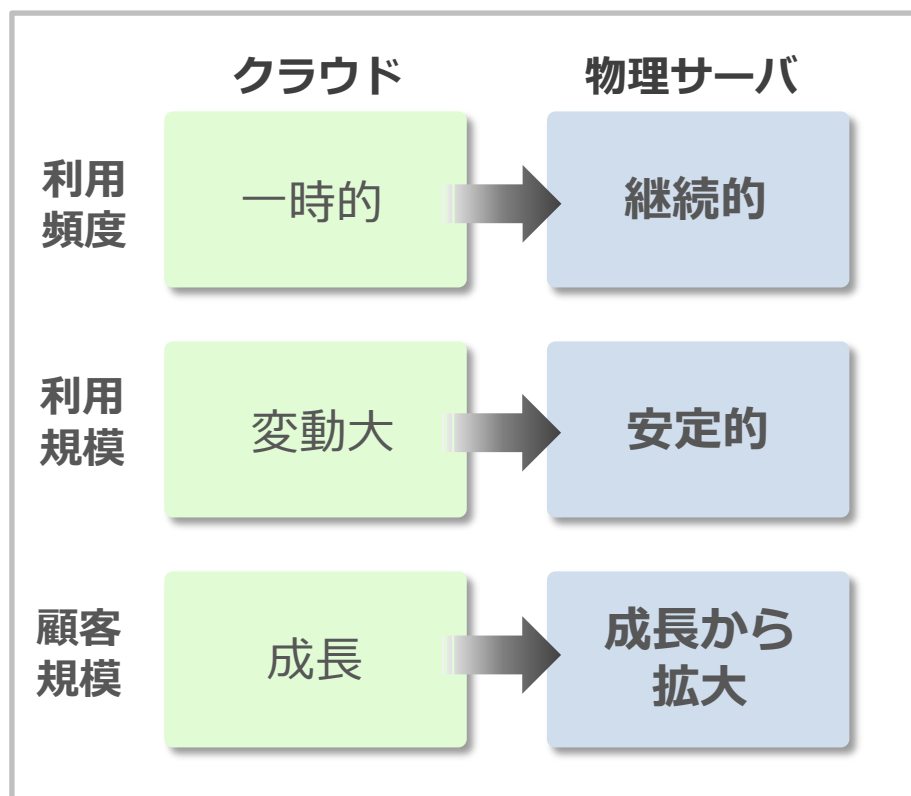 クラウド
物理サーバ
利用
頻度
一時的
継続的
利用
規模
変動大
安定的
顧客
規模
成長
成長から
拡大